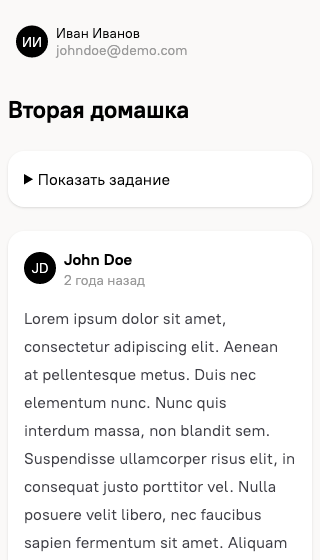 ИИ
Иван Иванов
johndoe@demo.com
Вторая домашка
Показать задание
JD
John Doe
2 года назад
Lorem ipsum dolor sit amet,
consectetur adipiscing elit. Aenean
at pellentesque metus. Duis nec
elementum nunc. Nunc quis
interdum massa, non blandit sem.
Suspendisse ullamcorper risus elit, in
consequat justo porttitor vel. Nulla
posuere velit libero, nec faucibus
sapien fermentum sit amet. Aliquam